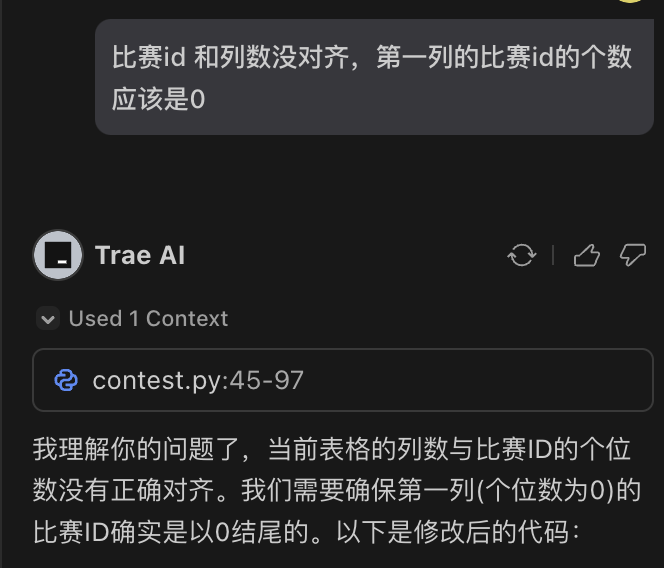 比赛id 和列数没对齐，第一列的比赛id的个数
应该是0
Trae AI
Used 1 Context
contest.py:45-97
我理解你的问题了，当前表格的列数与比赛ID的个位
数没有正确对齐。我们需要确保第一列(个位数为0)的
比赛ID确实是以0结尾的。以下是修改后的代码：